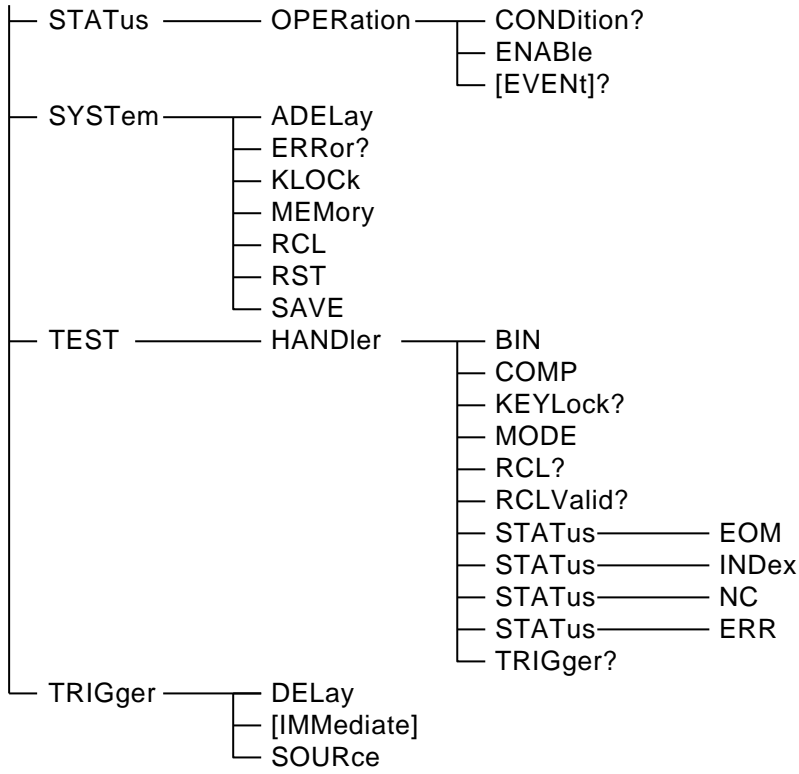 STATus OPERation CONDition?
ENABle
[EVENt]?
SYSTem ADELay
ERRor?
KLOCk
MEMory
RCL
RST
SAVE
TEST HANDler BIN
COMP
KEYLock?
MODE
RCL?
RCLValid?
STATus EOM
STATus INDex
STATus NC
STATus ERR
TRIGger?
TRIGger DELay
[IMMediate]
SOURce